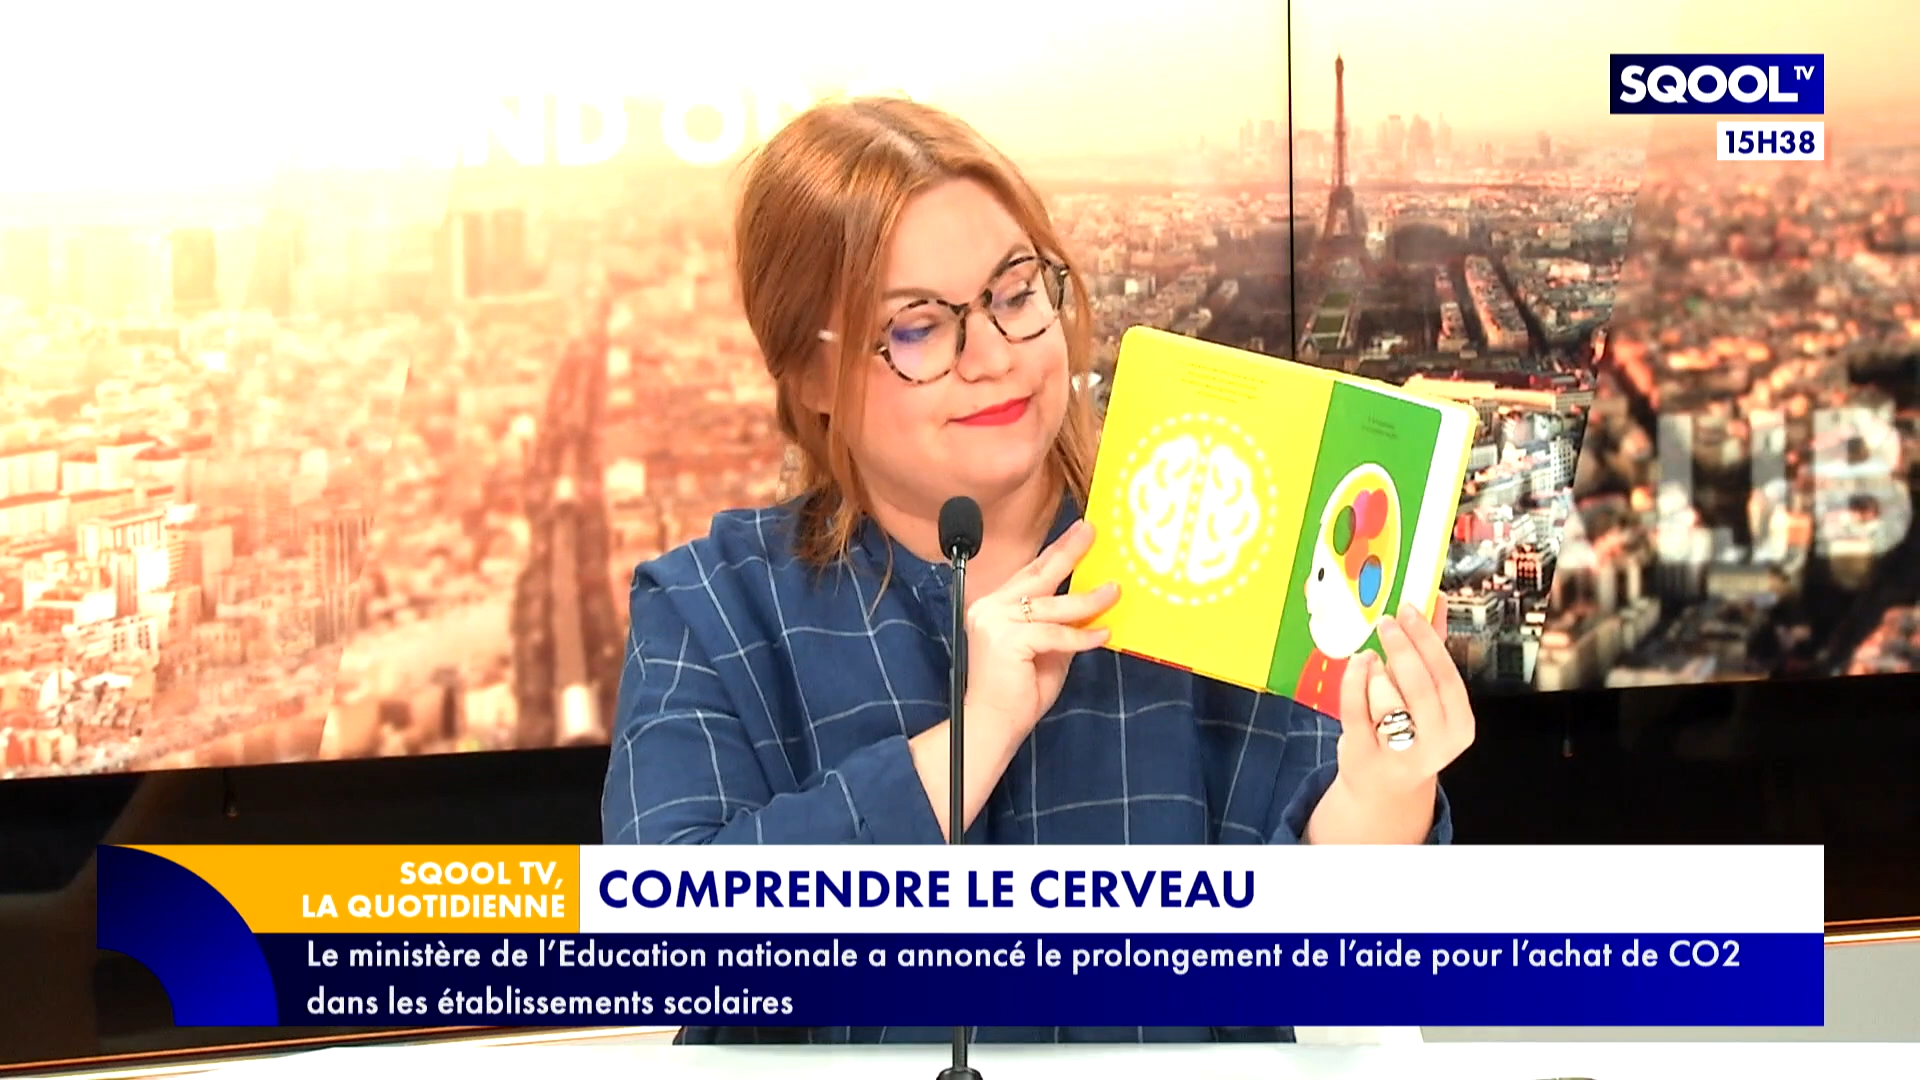 SQOOL TV
15H38
SQOOL TV,
LA QUOTIDIENNE
COMPRENDRE LE CERVEAU
Le ministère de l'Education nationale a annoncé le prolongement de l'aide pour l'achat de CO2
dans les établissements scolaires